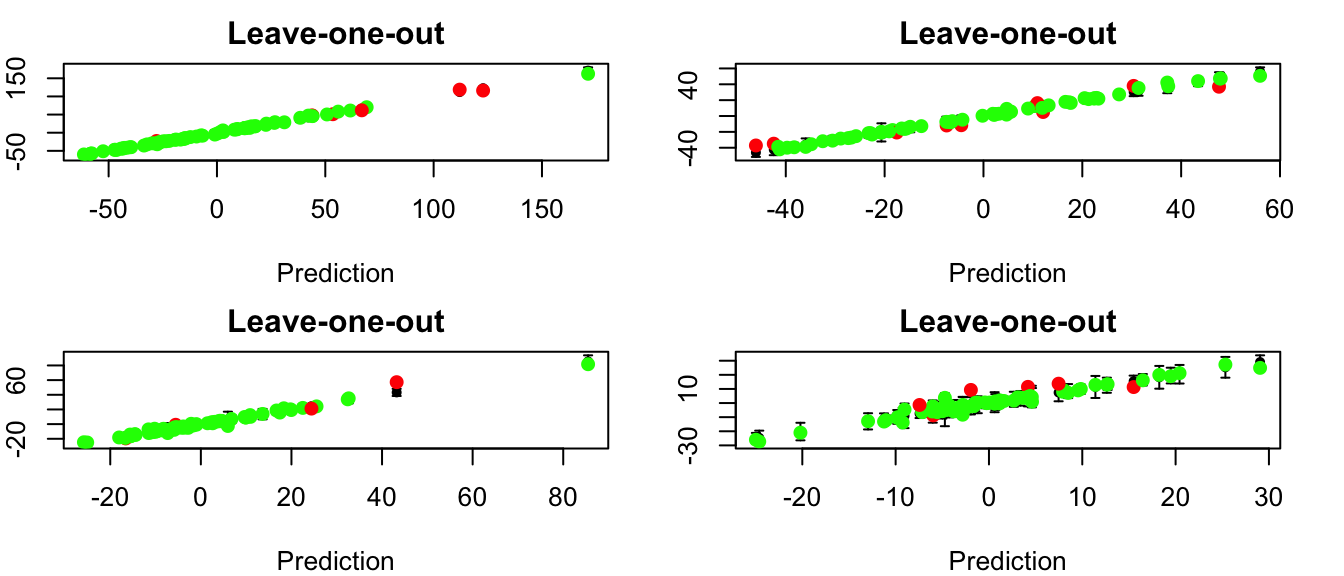 Leave-one-out
150
-50
-50 0 50 100 150
Prediction
Leave-one-out
40
-40
-40 -20 0 20 40 60
Prediction
Leave-one-out
60
-20
-20 0 20 40 60 80
Prediction
Leave-one-out
10
-30
-20 -10 0 10 20 30
Prediction